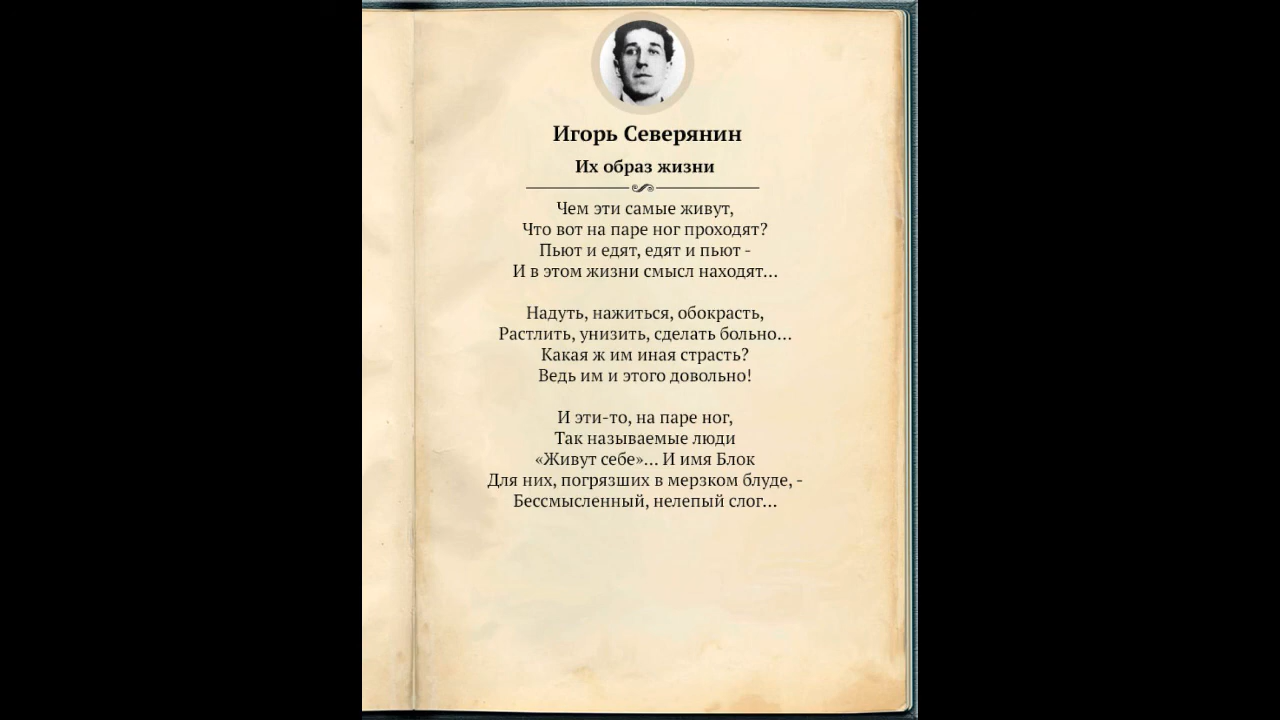 Игорь Северянин
Их образ жизни
Чем эти самые живут,
Что вот на паре ног проходят?
Пьют и едят, едят и пьют -
И в этом жизни смысл находят...
Надуть, нажиться, обокрасть,
Растлить, унизить, сделать больно...
Какая ж им иная страсть?
Ведь им и этого довольно!
И эти-то, на паре ног,
Так называемые люди
«Живут себе»... И имя Блок
Для них, погрязших в мерзком блуде, -
Бессмысленный, нелепый слог...